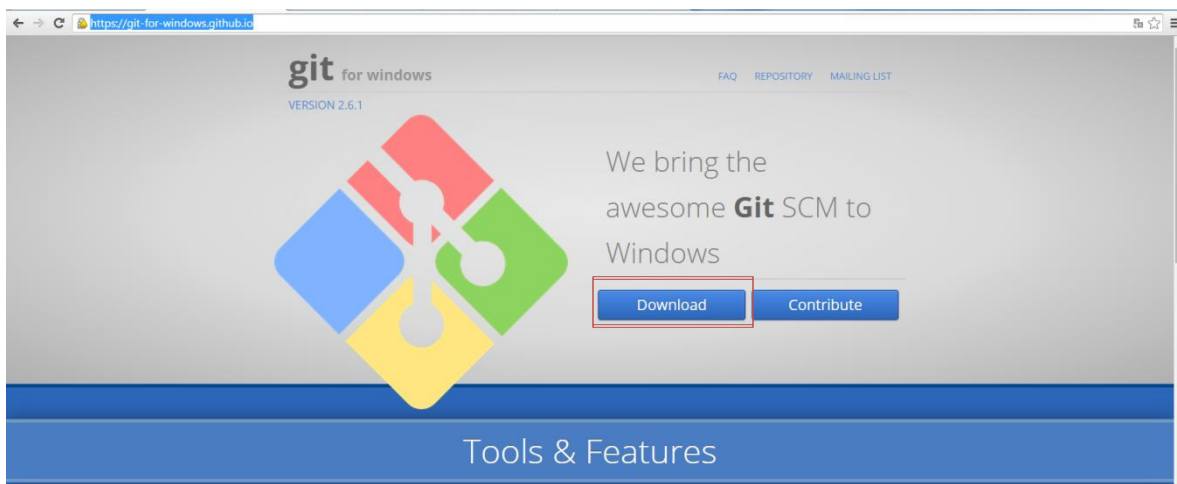 https://git-for-windows.github.io
git for windows
FAQ REPOSITORY MAILING LIST
VERSION 2.6.1
We bring the
awesome Git SCM to
Windows
Download Contribute
Tools & Features